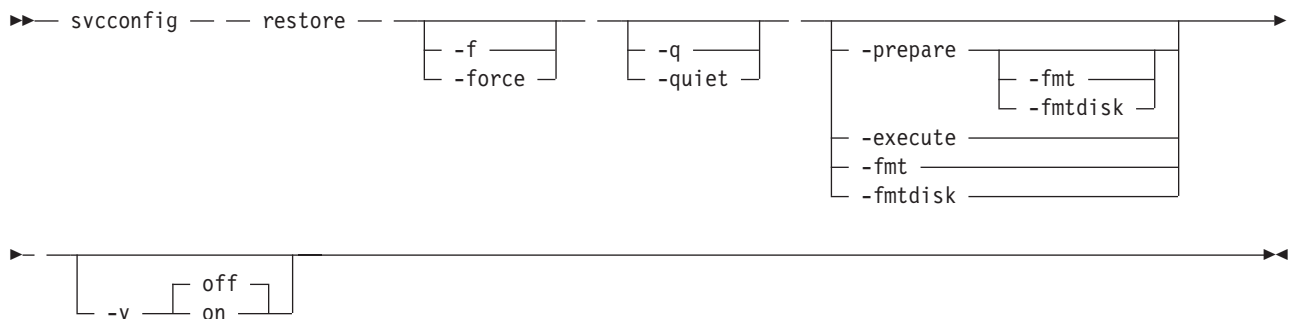 svcconfig restore
-f -q -prepare
-force -quiet -fmt
-fmtdisk
-execute
-fmt
-fmtdisk
off
-v on